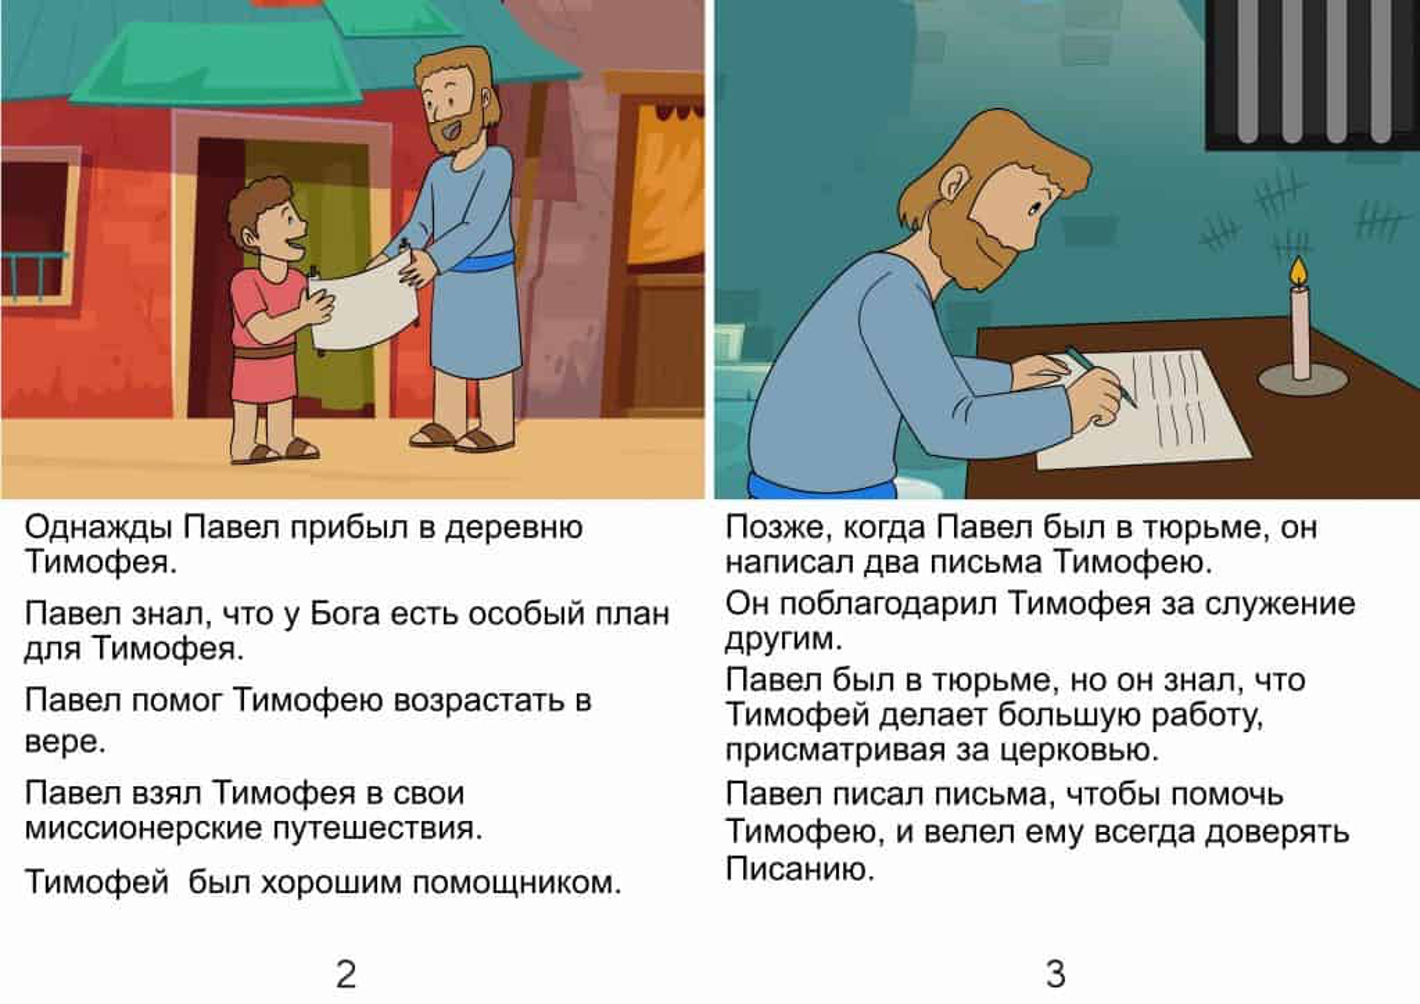 Однажды Павел прибыл в деревню
Тимофея.
Павел знал, что у Бога есть особый план
для Тимофея.
Павел помог Тимофею возрастать в
вере.
Павел взял Тимофея в свои
миссионерские путешествия.
Тимофей  был хорошим помощником.
2
Позже, когда Павел был в тюрьме, он
написал два письма Тимофею.
Он поблагодарил Тимофея за служение
другим.
Павел был в тюрьме, но он знал, что
Тимофей делает большую работу,
присматривая за церковью.
Павел писал письма, чтобы помочь
Тимофею, и велел ему всегда доверять
Писанию.
3